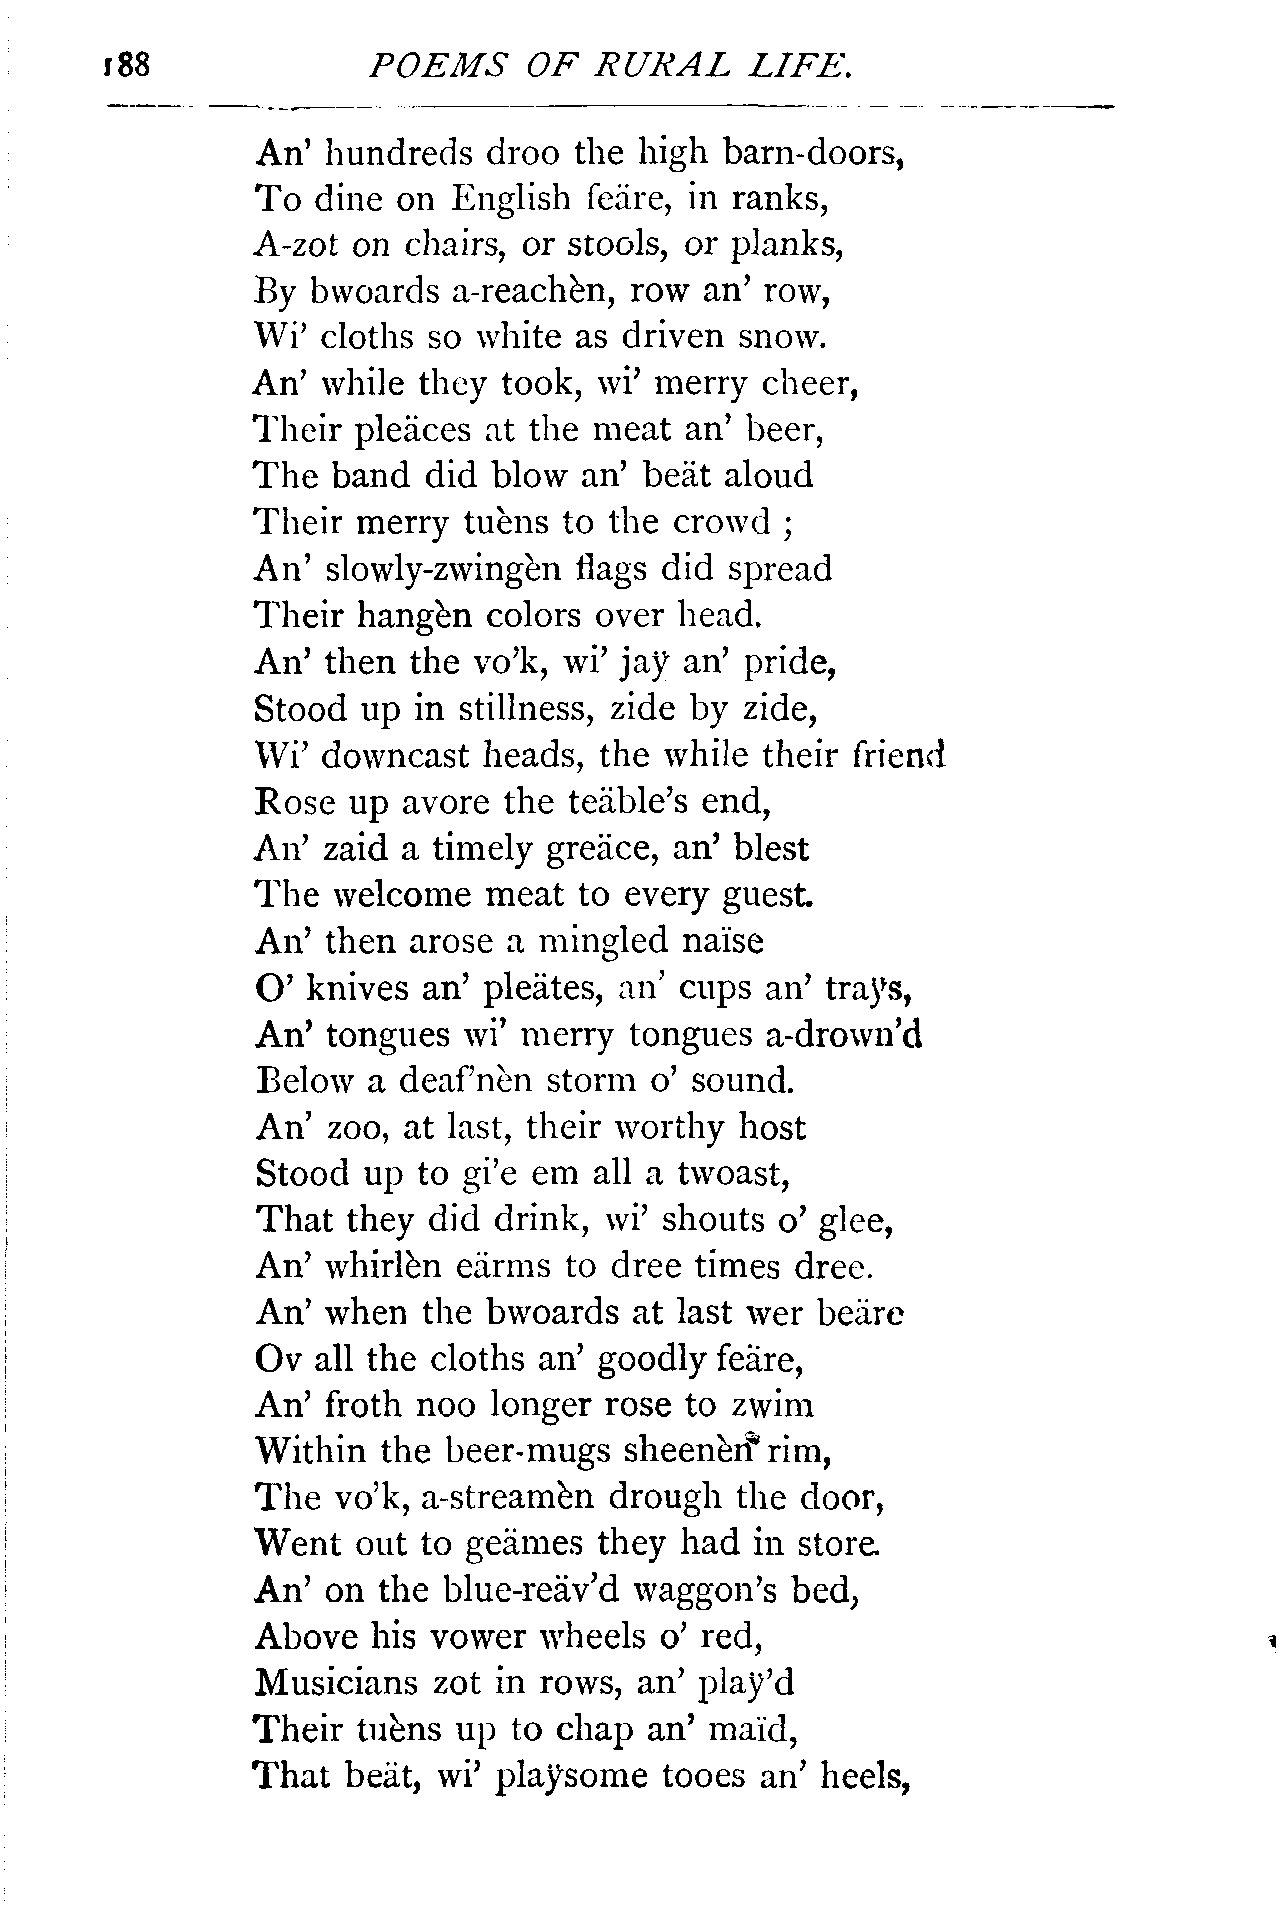 188 POEMS OF RURAL LIFE.
An' hundreds droo the high barn-doors,
To dine on English feäre, in ranks,
A-zot on chairs, or stools, or planks,
By bwoards a-reachèn, row an' row,
Wi' cloths so white as driven snow.
An' while they took, wi' merry cheer,
Their pleäces at the meat an' beer,
The band did blow an' beät aloud
Their merry tuèns to the crowd ;
An' slowly-zwingèn flags did spread
Their hangèn colors over head.
An' then the vo'k, wi' jaÿ an' pride,
Stood up in stillness, zide by zide,
Wi' downcast heads, the while their friend
Rose up avore the teäble's end,
An' zaid a timely greäce, an' blest
The welcome meat to every guest.
An' then arose a mingled naïse
O' knives an' pleätes, an' cups an' traÿs,
An' tongues wi' merry tongues a-drown'd
Below a deaf'nèn storm o' sound.
An' zoo, at last, their worthy host
Stood up to gi'e em all a twoast,
That they did drink, wi' shouts o' glee,
An' whirlèn eärms to dree times dree.
An' when the bwoards at last wer beäre
Ov all the cloths an' goodly feäre,
An' froth noo longer rose to zwim
Within the beer-mugs sheenèn rim,
The vo'k, a-streamèn drough the door,
Went out to geämes they had in store.
An' on the blue-reäv'd waggon's bed,
Above his vower wheels o' red,
Musicians zot in rows, an' plaÿ'd
Their tuèns up to chap an' maïd,
That beät, wi' plaÿsome tooes an' heels,